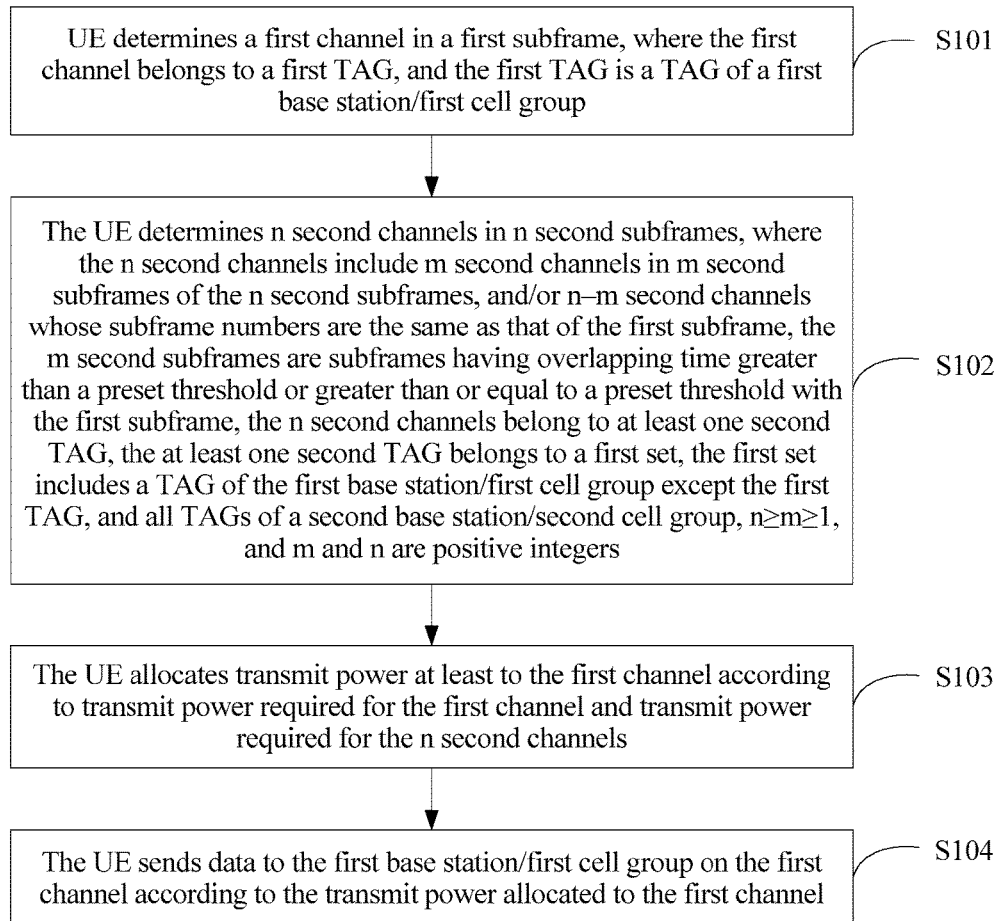 UE determines a first channel in a first subframe, where the first
channel belongs to a first TAG, and the first TAG is a TAG of a first
base station/first cell group
S101
The UE determines n second channels in n second subframes, where
the n second channels include m second channels in m second
subframes of the n second subframes, and/or n–m second channels
whose subframe numbers are the same as that of the first subframe, the
m second subframes are subframes having overlapping time greater
than a preset threshold or greater than or equal to a preset threshold with
the first subframe, the n second channels belong to at least one second
TAG, the at least one second TAG belongs to a first set, the first set
includes a TAG of the first base station/first cell group except the first
TAG, and all TAGs of a second base station/second cell group, n≥m≥1,
and m and n are positive integers
S102
The UE allocates transmit power at least to the first channel according
to transmit power required for the first channel and transmit power
required for the n second channels
S103
The UE sends data to the first base station/first cell group on the first
channel according to the transmit power allocated to the first channel
S104